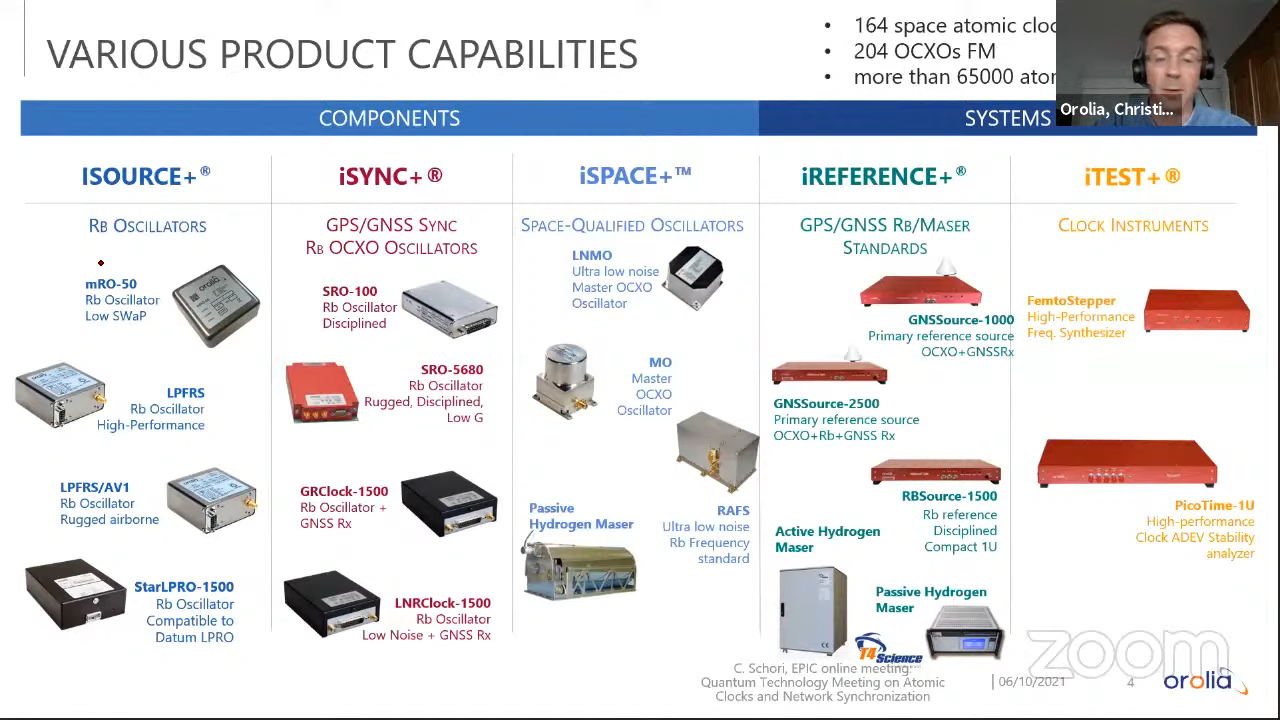 VARIOUS PRODUCT CAPABILITIES
• 164 space atomic
• 204 OCXOs FM
• more than 65000
Orolia, Christi...
COMPONENTS
SYSTEMS
ISOURCE+®
RB OSCILLATORS
mRO-50
Rb Oscillator
Low SWaP
LPFRS
Rb Oscillator
High-Performance
LPFRS/AV1
Rb Oscillator
Rugged airborne
StarLPRO-1500
Rb Oscillator
Compatible to
Datum LPRO
iSYNC+®
GPS/GNSS SYNC
RB OCXO OSCILLATORS
SRO-100
Rb Oscillator
Disciplined
SRO-5680
Rb Oscillator
Rugged, Disciplined,
Low G
GRClock-1500
Rb Oscillator +
GNSS Rx
LNRClock-1500
Rb Oscillator
Low Noise + GNSS Rx
iSPACE+™
SPACE-QUALIFIED OSCILLATORS
LNMO
Ultra low noise
Master OCXO
Oscillator
MO
Master
OCXO
Oscillator
RAFS
Ultra low noise
Rb Frequency
standard
Passive
Hydrogen Maser
iREFERENCE+®
GPS/GNSS RB/MASER
STANDARDS
GNSSource-1000
Primary reference source
OCXO+GNSSRx
GNSSource-2500
Primary reference source
OCXO+Rb+GNSS Rx
RBSource-1500
Rb reference
Disciplined
Compact 1U
Active Hydrogen
Maser
Passive Hydrogen
Maser
T4Science
iTEST+®
CLOCK INSTRUMENTS
FemtoStepper
High-Performance
Freq. Synthesizer
PicoTime-1U
High-performance
Clock ADEV Stability
analyzer
C. Schori, EPIC online meeting:
Quantum Technology Meeting on Atomic
Clocks and Network Synchronization
06/10/2021
4
orolia
zoom